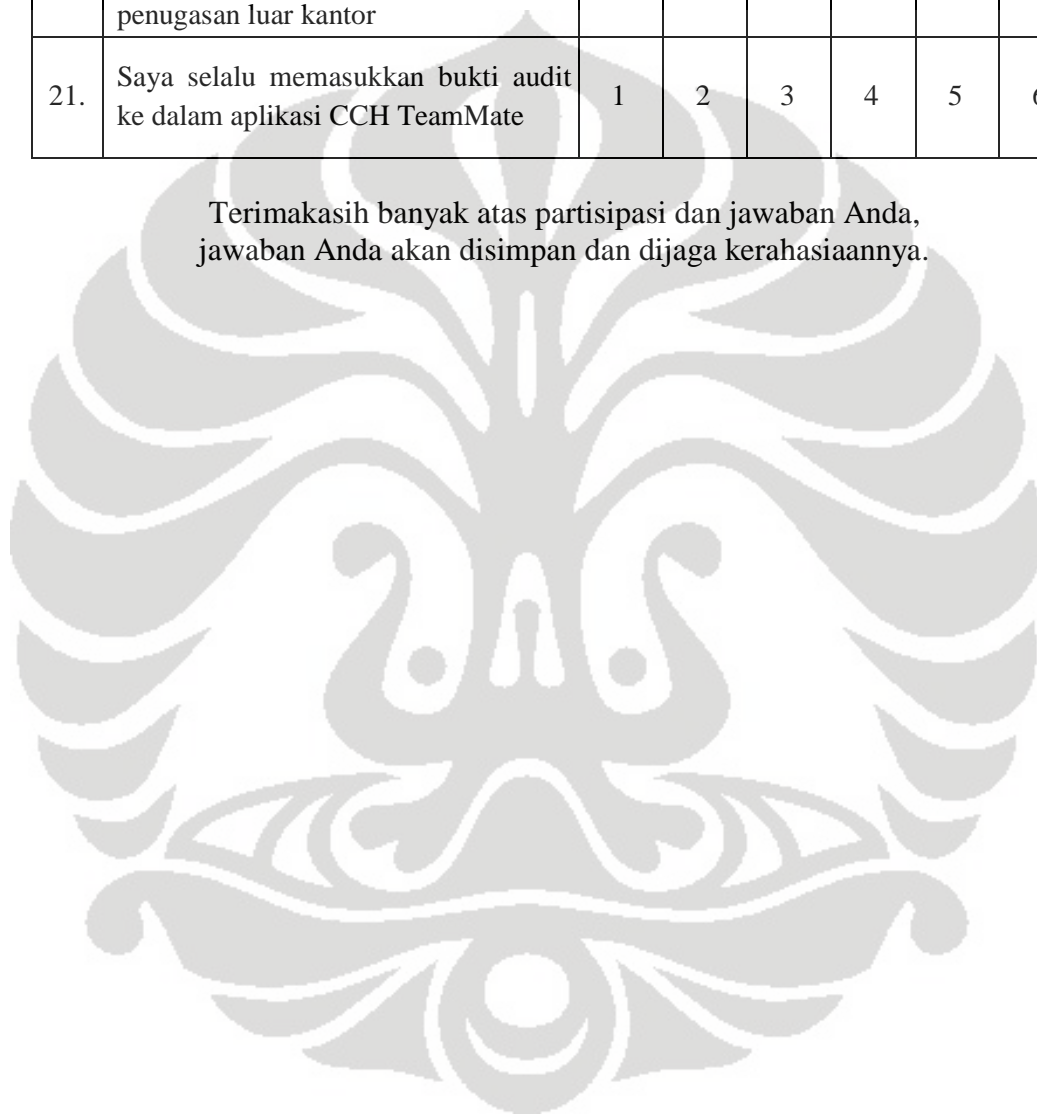 penugasan luar kantor
21. Saya selalu memasukkan bukti audit 1 2 3 4 5 6
ke dalam aplikasi CCH TeamMate
Terimakasih banyak atas partisipasi dan jawaban Anda,
jawaban Anda akan disimpan dan dijaga kerahasiaannya.